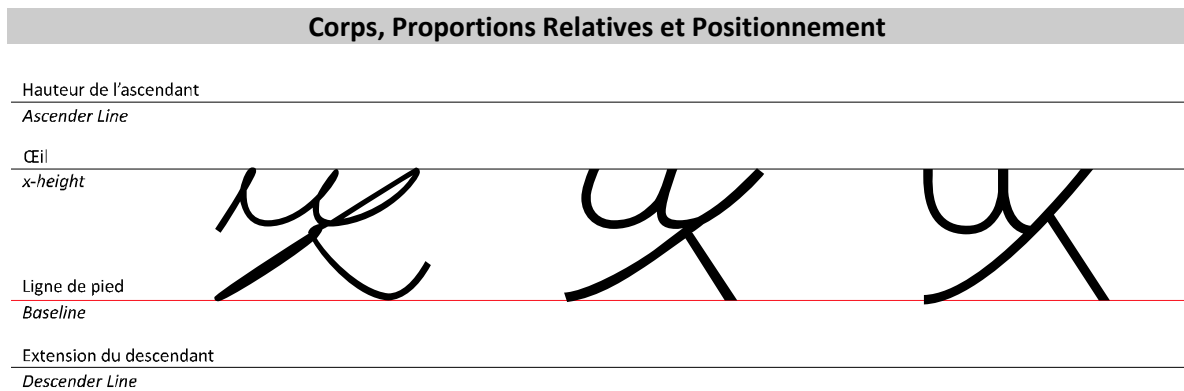 Corps, Proportions Relatives et Positionnement
Hauteur de l’ascendant
Ascender Line
Œil
x-height
Ligne de pied
Baseline
Extension du descendant
Descender Line